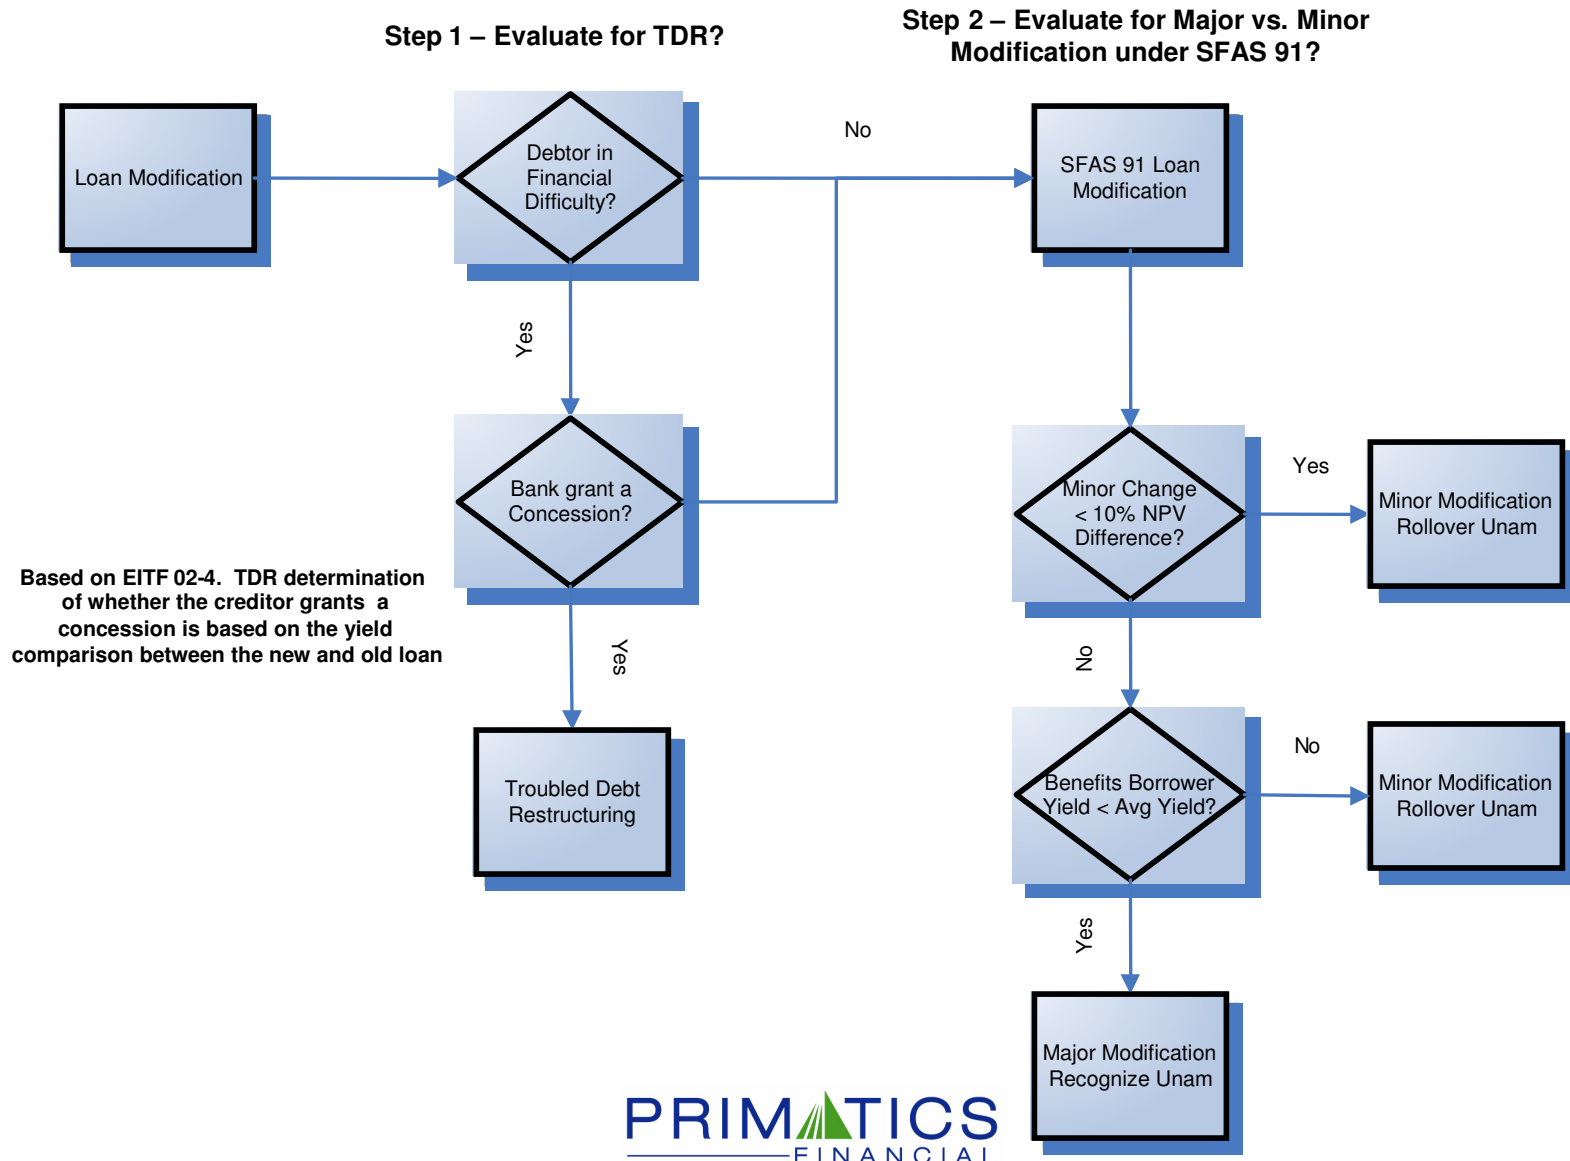 Step 1 – Evaluate for TDR?
Step 2 – Evaluate for Major vs. Minor
Modification under SFAS 91?
Loan Modification
Debtor in
Financial
Difficulty?
No
SFAS 91 Loan
Modification
Yes
Bank grant a
Concession?
Minor Change
< 10% NPV
Difference?
Yes
Minor Modification
Rollover Unam
Based on EITF 02-4. TDR determination
of whether the creditor grants a
concession is based on the yield
comparison between the new and old loan
Yes
No
Troubled Debt
Restructuring
Benefits Borrower
Yield < Avg Yield?
No
Minor Modification
Rollover Unam
Yes
Major Modification
Recognize Unam
PRIMATICS
FINANCIAL